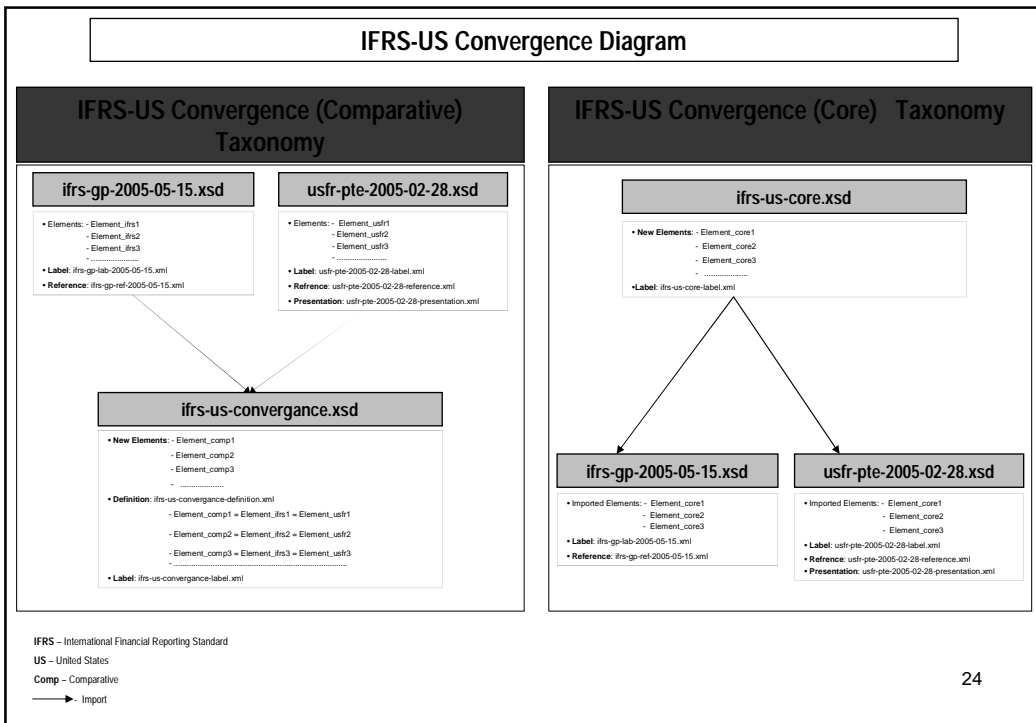 IFRS-US Convergence Diagram
IFRS-US Convergence (Comparative)
Taxonomy
ifrs-gp-2005-05-15.xsd
• Elements: - Element_ifrs1
- Element_ifrs2
- Element_ifrs3
- .....................
• Label: ifrs-gp-lab-2005-05-15.xml
• Reference: ifrs-gp-ref-2005-05-15.xml
usfr-pte-2005-02-28.xsd
• Elements: - Element_usfr1
- Element_usfr2
- Element_usfr3
- .....................
• Label: usfr-pte-2005-02-28-label.xml
• Refrence: usfr-pte-2005-02-28-reference.xml
• Presentation: usfr-pte-2005-02-28-presentation.xml
ifrs-us-convergance.xsd
• New Elements: - Element_comp1
- Element_comp2
- Element_comp3
- .....................
• Definition: ifrs-us-convergance-definition.xml
- Element_comp1 = Element_ifrs1 = Element_usfr1
- Element_comp2 = Element_ifrs2 = Element_usfr2
- Element_comp3 = Element_ifrs3 = Element_usfr3
- ................................................................................
• Label: ifrs-us-convergance-label.xml
IFRS-US Convergence (Core) Taxonomy
ifrs-us-core.xsd
• New Elements: - Element_core1
- Element_core2
- Element_core3
- .....................
•Label: ifrs-us-core-label.xml
ifrs-gp-2005-05-15.xsd
• Imported Elements: - Element_core1
- Element_core2
- Element_core3
• Label: ifrs-gp-lab-2005-05-15.xml
• Reference: ifrs-gp-ref-2005-05-15.xml
usfr-pte-2005-02-28.xsd
• Imported Elements: - Element_core1
- Element_core2
- Element_core3
• Label: usfr-pte-2005-02-28-label.xml
• Refrence: usfr-pte-2005-02-28-reference.xml
• Presentation: usfr-pte-2005-02-28-presentation.xml
IFRS – International Financial Reporting Standard
US – United States
Comp – Comparative
- Import
24